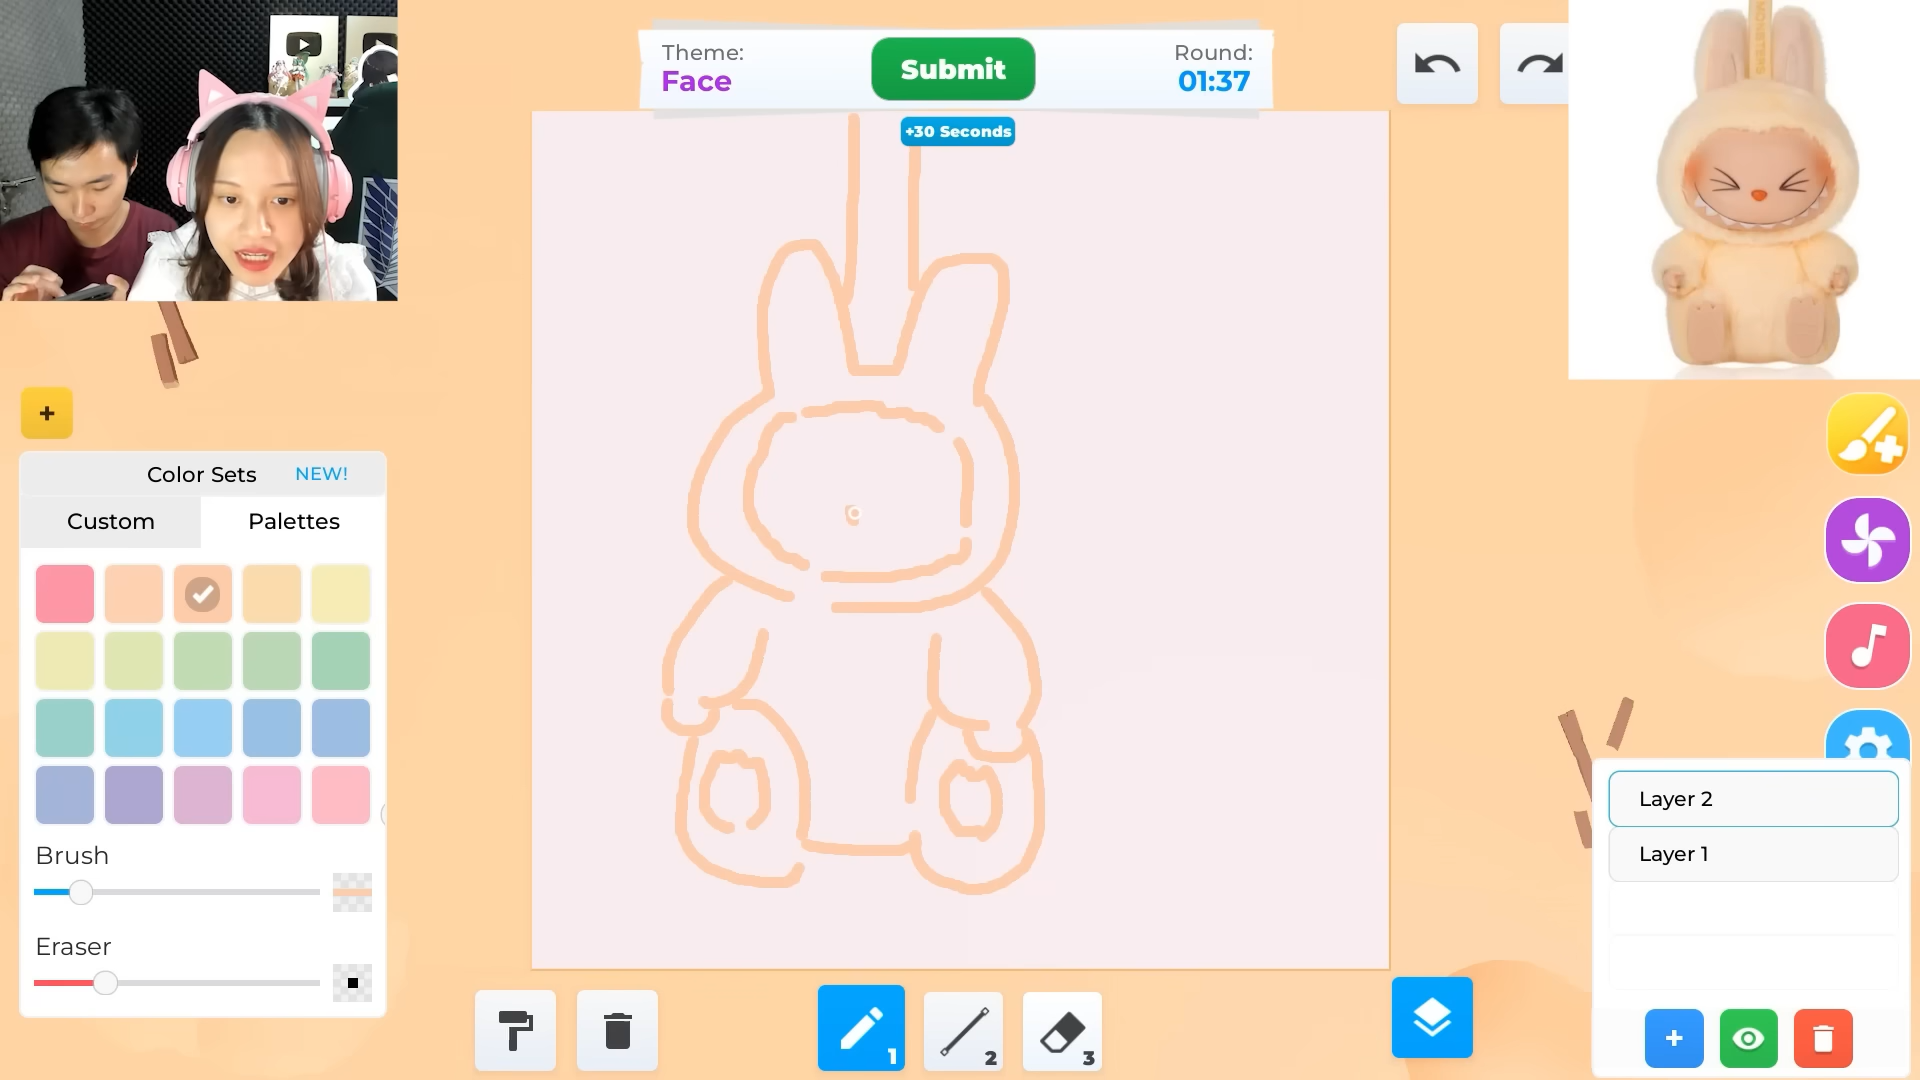 Theme:
Face
Submit
Round:
01:37
+30 Seconds
MONSTERS
+
Color Sets
NEW!
Custom
Palettes
Brush
Eraser
1
2
3
Layer 2
Layer 1
+